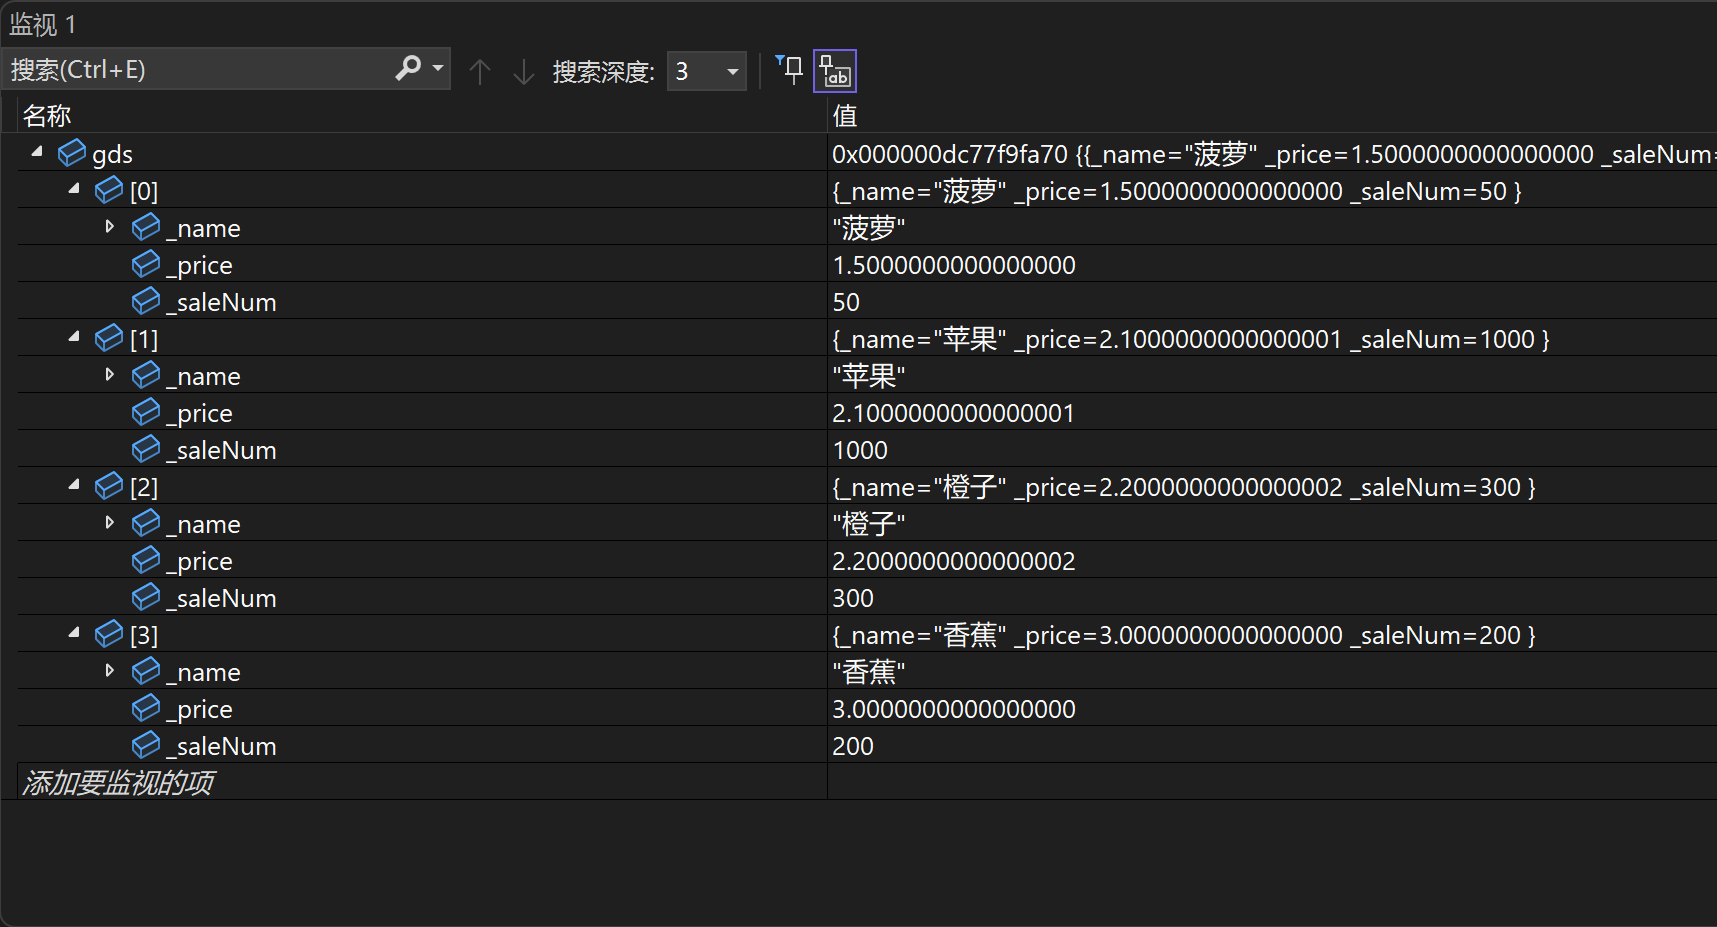 监视 1
搜索(Ctrl+E) 搜索深度: 3
名称 值
gds 0x000000dc77f9fa70 {{_name="菠萝" _price=1.5000000000000000 _saleNum=
[0] {_name="菠萝" _price=1.5000000000000000 _saleNum=50 }
_name "菠萝"
_price 1.5000000000000000
_saleNum 50
[1] {_name="苹果" _price=2.1000000000000001 _saleNum=1000 }
_name "苹果"
_price 2.1000000000000001
_saleNum 1000
[2] {_name="橙子" _price=2.2000000000000002 _saleNum=300 }
_name "橙子"
_price 2.2000000000000002
_saleNum 300
[3] {_name="香蕉" _price=3.0000000000000000 _saleNum=200 }
_name "香蕉"
_price 3.0000000000000000
_saleNum 200
添加要监视的项